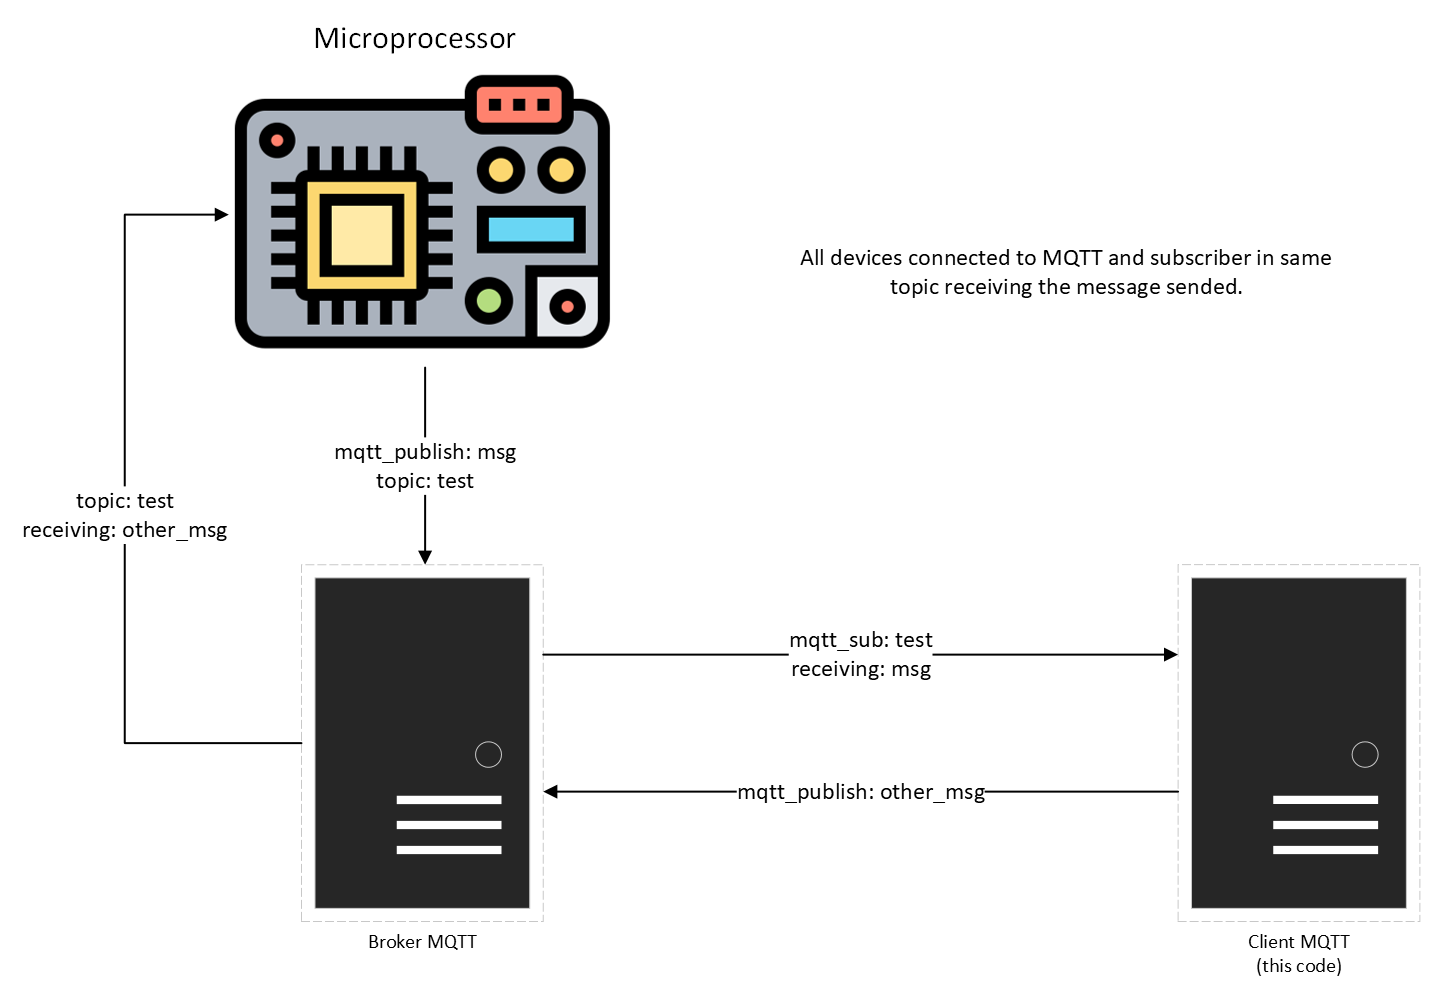 Microprocessor
All devices connected to MQTT and subscriber in same
topic receiving the message sended.
mqtt_publish: msg
topic: test
topic: test
receiving: other_msg
mqtt_sub: test
receiving: msg
mqtt_publish: other_msg
Broker MQTT
Client MQTT
(this code)